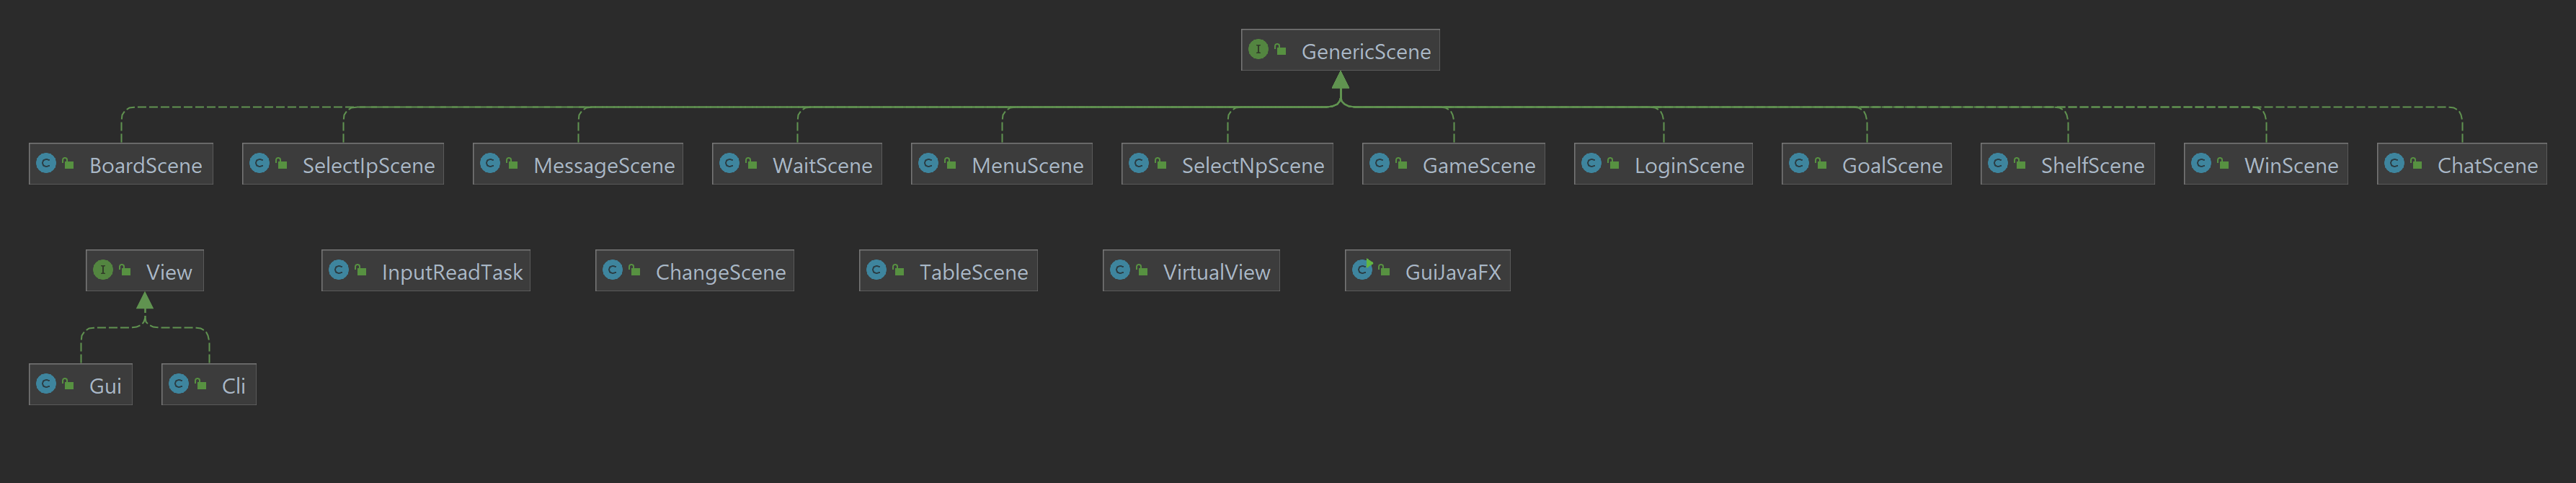 GenericScene
BoardScene SelectIpScene MessageScene WaitScene MenuScene SelectNpScene GameScene LoginScene GoalScene ShelfScene WinScene ChatScene
View InputReadTask ChangeScene TableScene VirtualView GuiJavaFX
Gui Cli